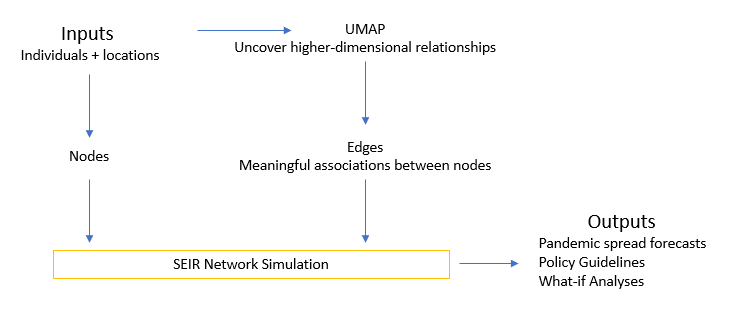 Inputs
Individuals + locations
UMAP
Uncover higher-dimensional relationships
Nodes
Edges
Meaningful associations between nodes
SEIR Network Simulation
Outputs
Pandemic spread forecasts
Policy Guidelines
What-if Analyses